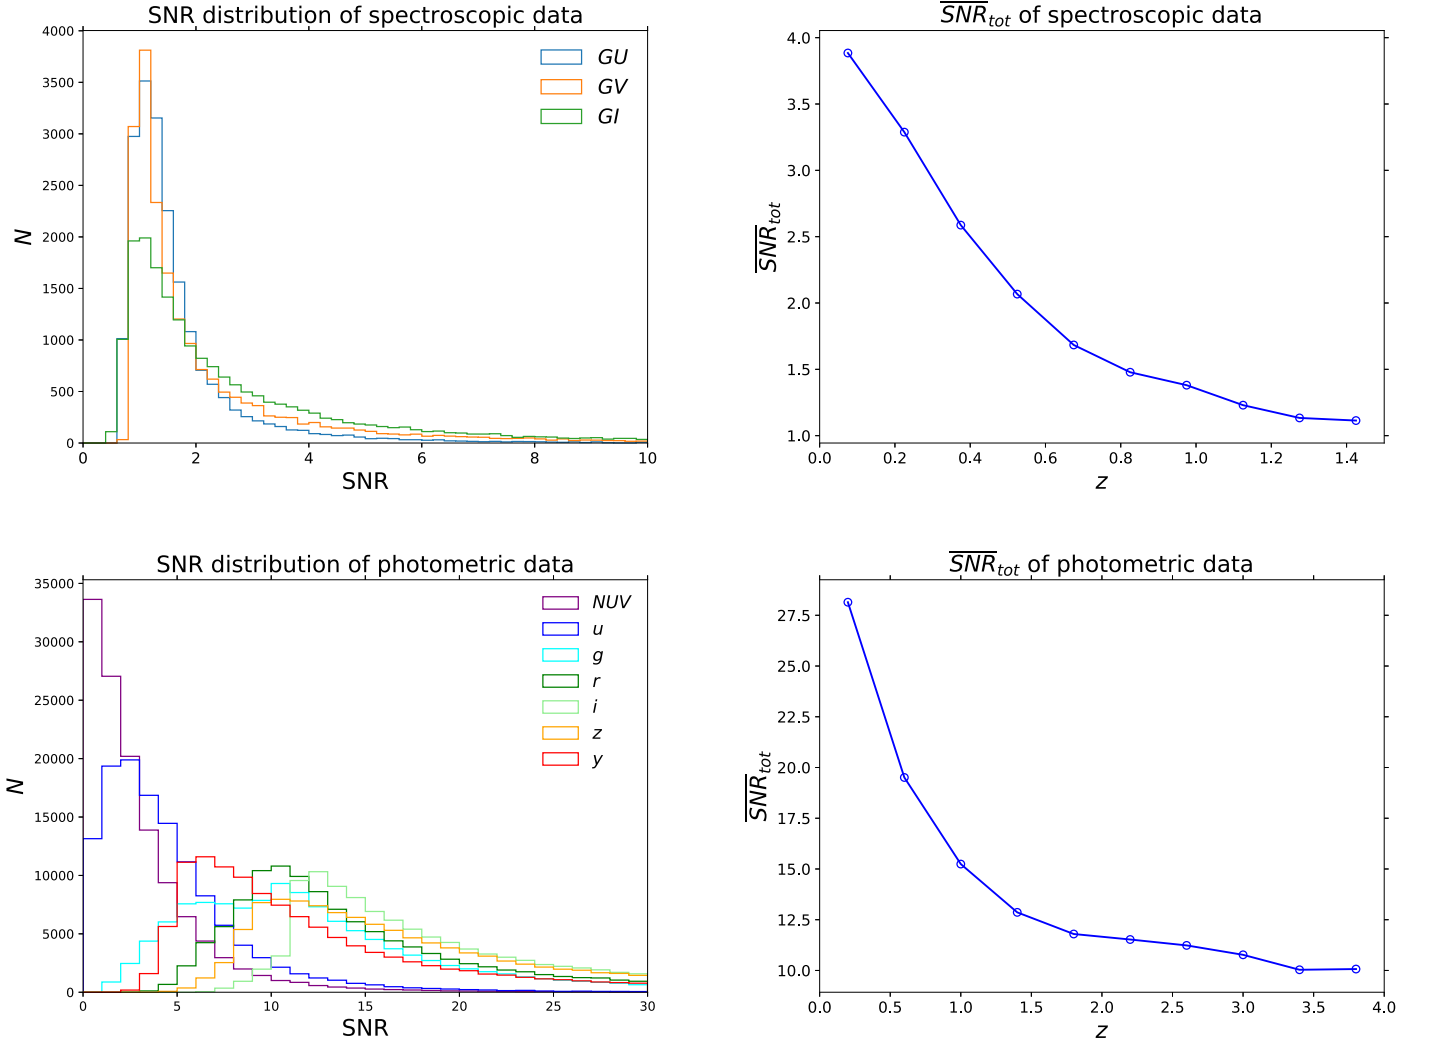 SNR distribution of spectroscopic data
4000
3500
3000
2500
2000
1500
1000
500
0
N
GU
GV
GI
0 2 4 6 8 10
SNR
SNR_tot of spectroscopic data
4.0
3.5
3.0
2.5
2.0
1.5
1.0
SNR_tot
0.0 0.2 0.4 0.6 0.8 1.0 1.2 1.4
z
SNR distribution of photometric data
35000
30000
25000
20000
15000
10000
5000
0
N
NUV
u
g
r
i
z
y
0 5 10 15 20 25 30
SNR
SNR_tot of photometric data
27.5
25.0
22.5
20.0
17.5
15.0
12.5
10.0
SNR_tot
0.0 0.5 1.0 1.5 2.0 2.5 3.0 3.5 4.0
z